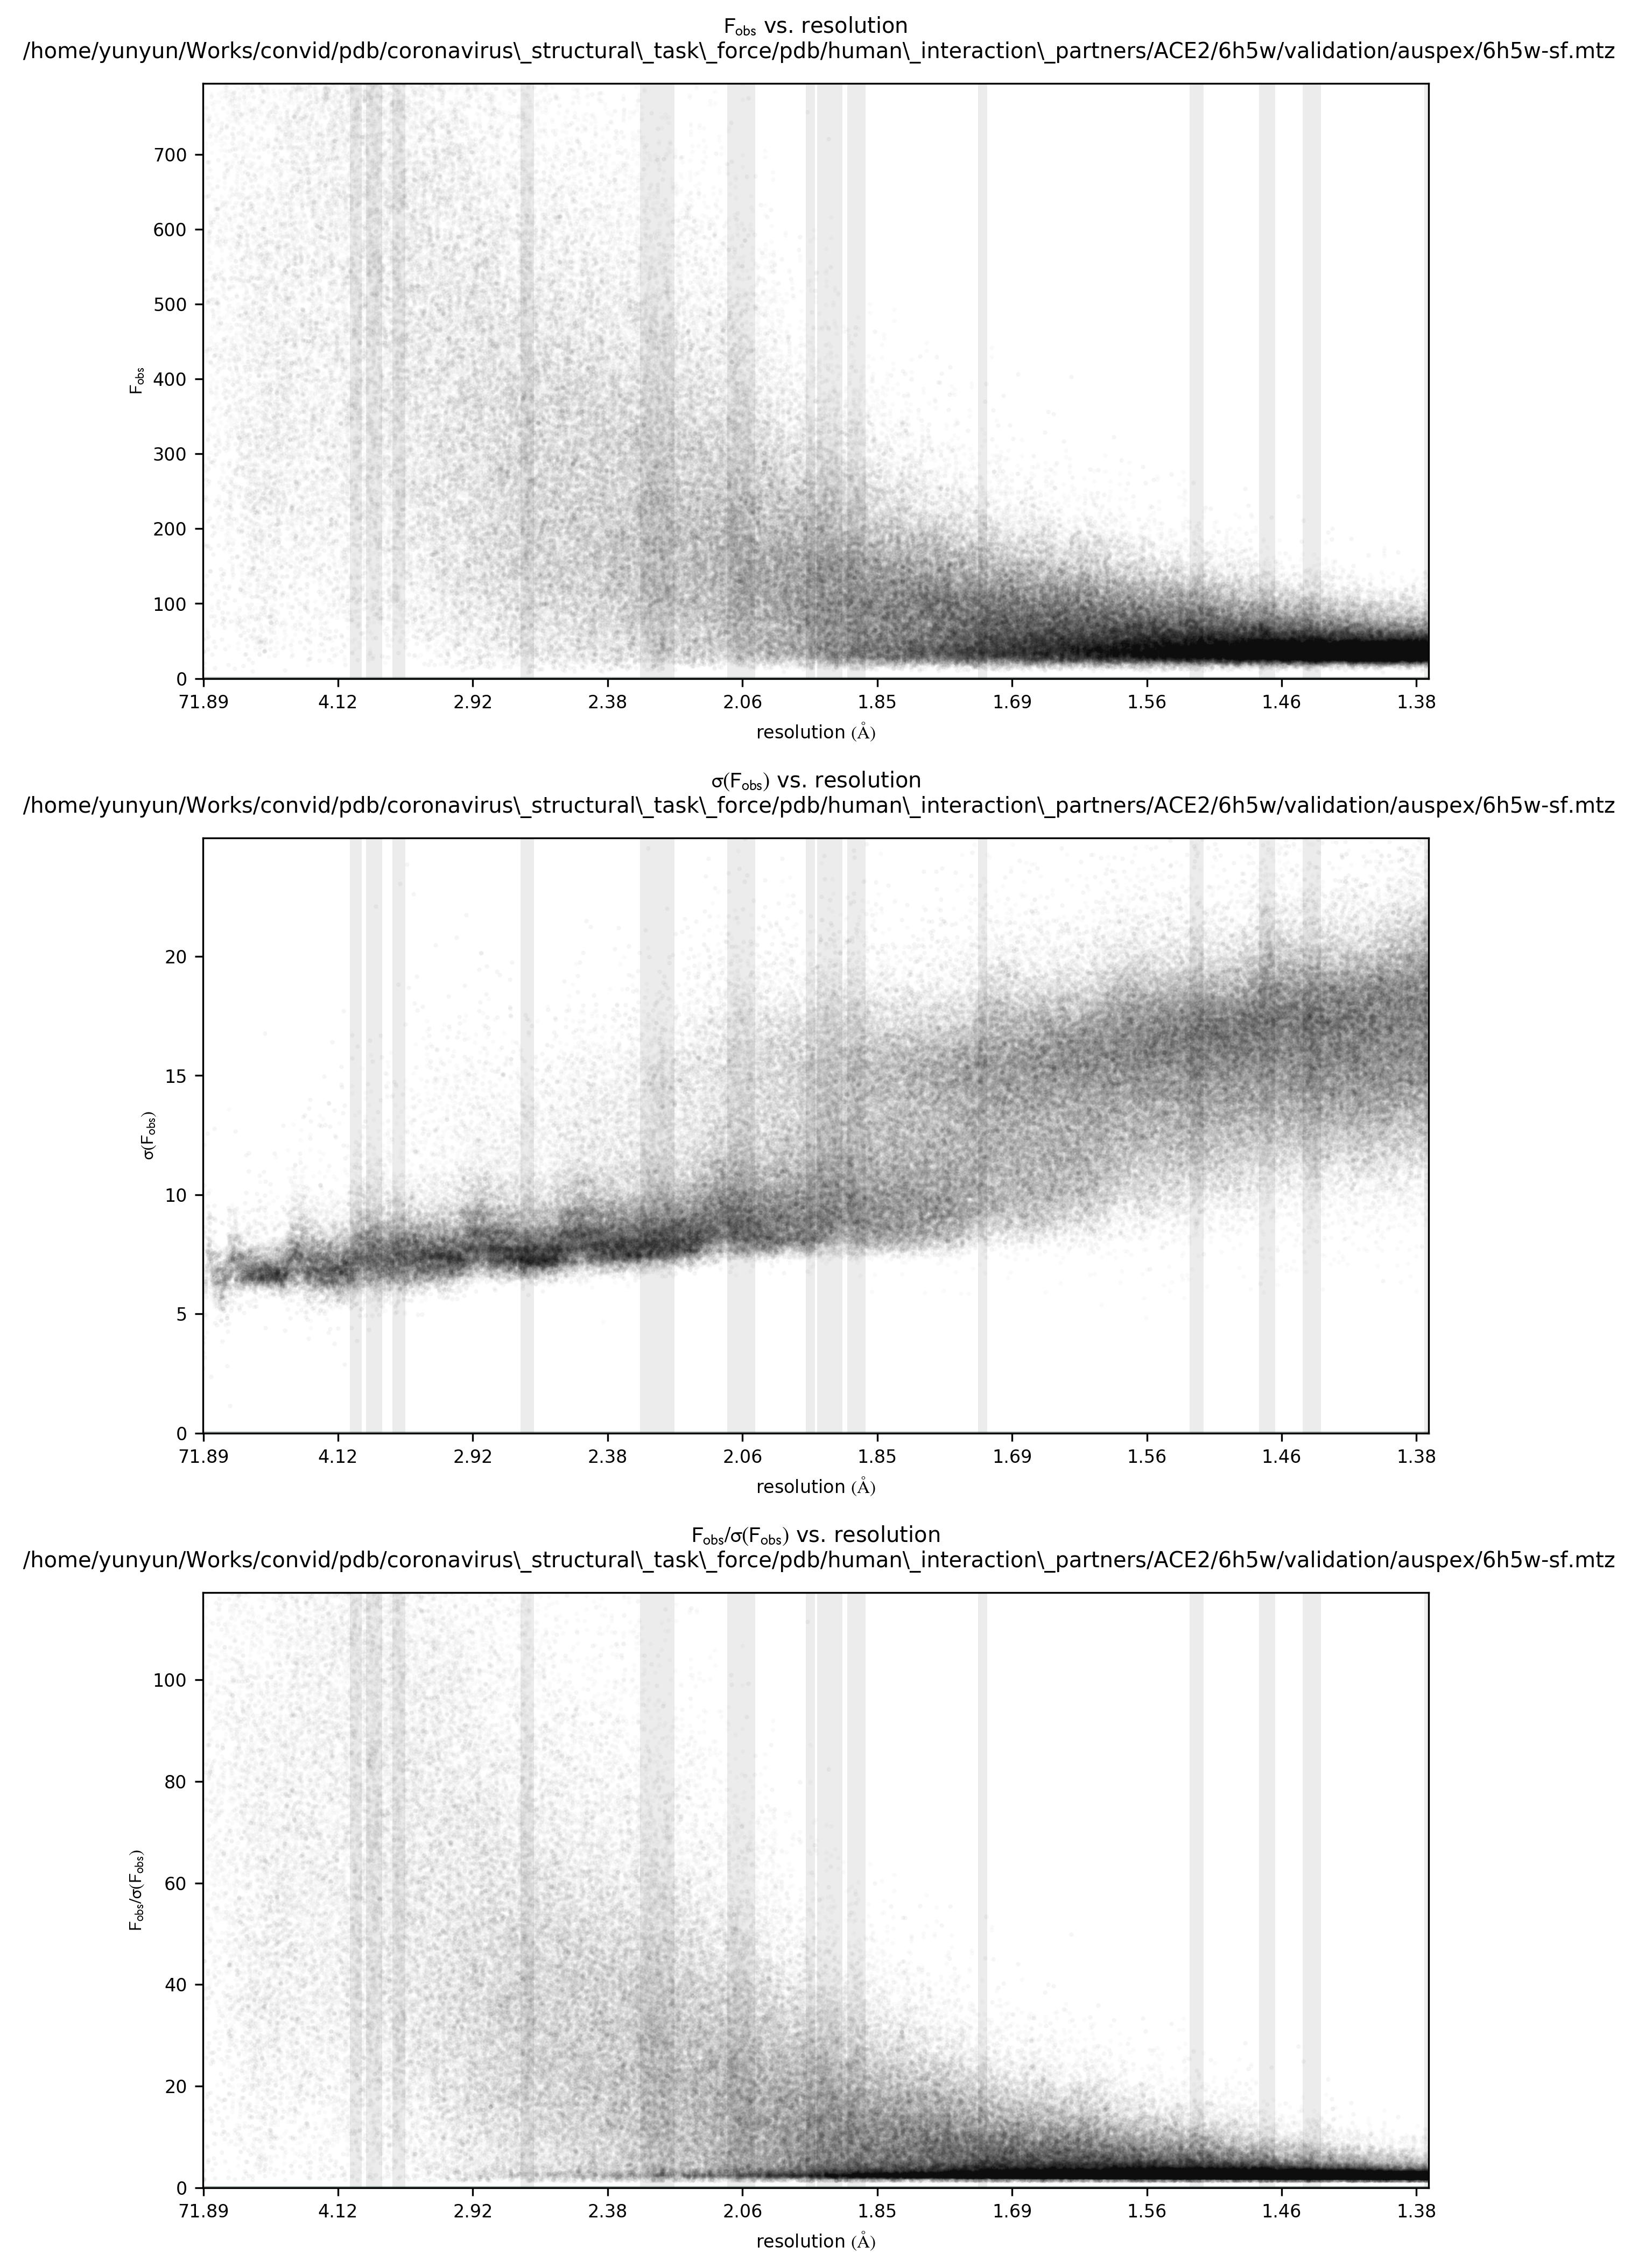 Fobs vs. resolution
/home/yunyun/Works/convid/pdb/coronavirus\_structural\_task\_force/pdb/human\_interaction\_partners/ACE2/6h5w/validation/auspex/6h5w-sf.mtz
700
600
500
400
300
200
100
0
Fobs
71.89 4.12 2.92 2.38 2.06 1.85 1.69 1.56 1.46 1.38
resolution (Å)
σ(Fobs) vs. resolution
/home/yunyun/Works/convid/pdb/coronavirus\_structural\_task\_force/pdb/human\_interaction\_partners/ACE2/6h5w/validation/auspex/6h5w-sf.mtz
20
15
10
5
0
σ(Fobs)
71.89 4.12 2.92 2.38 2.06 1.85 1.69 1.56 1.46 1.38
resolution (Å)
Fobs/σ(Fobs) vs. resolution
/home/yunyun/Works/convid/pdb/coronavirus\_structural\_task\_force/pdb/human\_interaction\_partners/ACE2/6h5w/validation/auspex/6h5w-sf.mtz
100
80
60
40
20
0
Fobs/σ(Fobs)
71.89 4.12 2.92 2.38 2.06 1.85 1.69 1.56 1.46 1.38
resolution (Å)